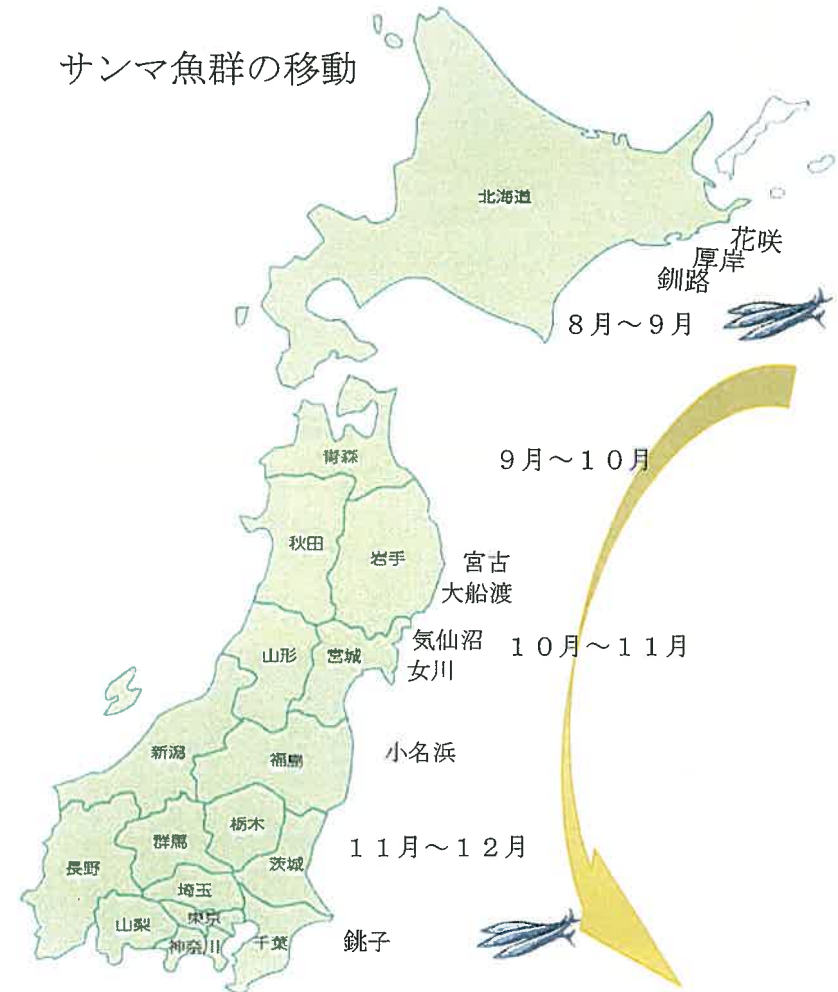 サンマ魚群の移動
北海道
花咲
厚岸
釧路
８月～９月
９月～１０月
青森
秋田
岩手
宮古
大船渡
気仙沼
１０月～１１月
山形
宮城
女川
新潟
福島
小名浜
栃木
群馬
１１月～１２月
茨城
長野
埼玉
東京
山梨
神奈川
千葉
銚子